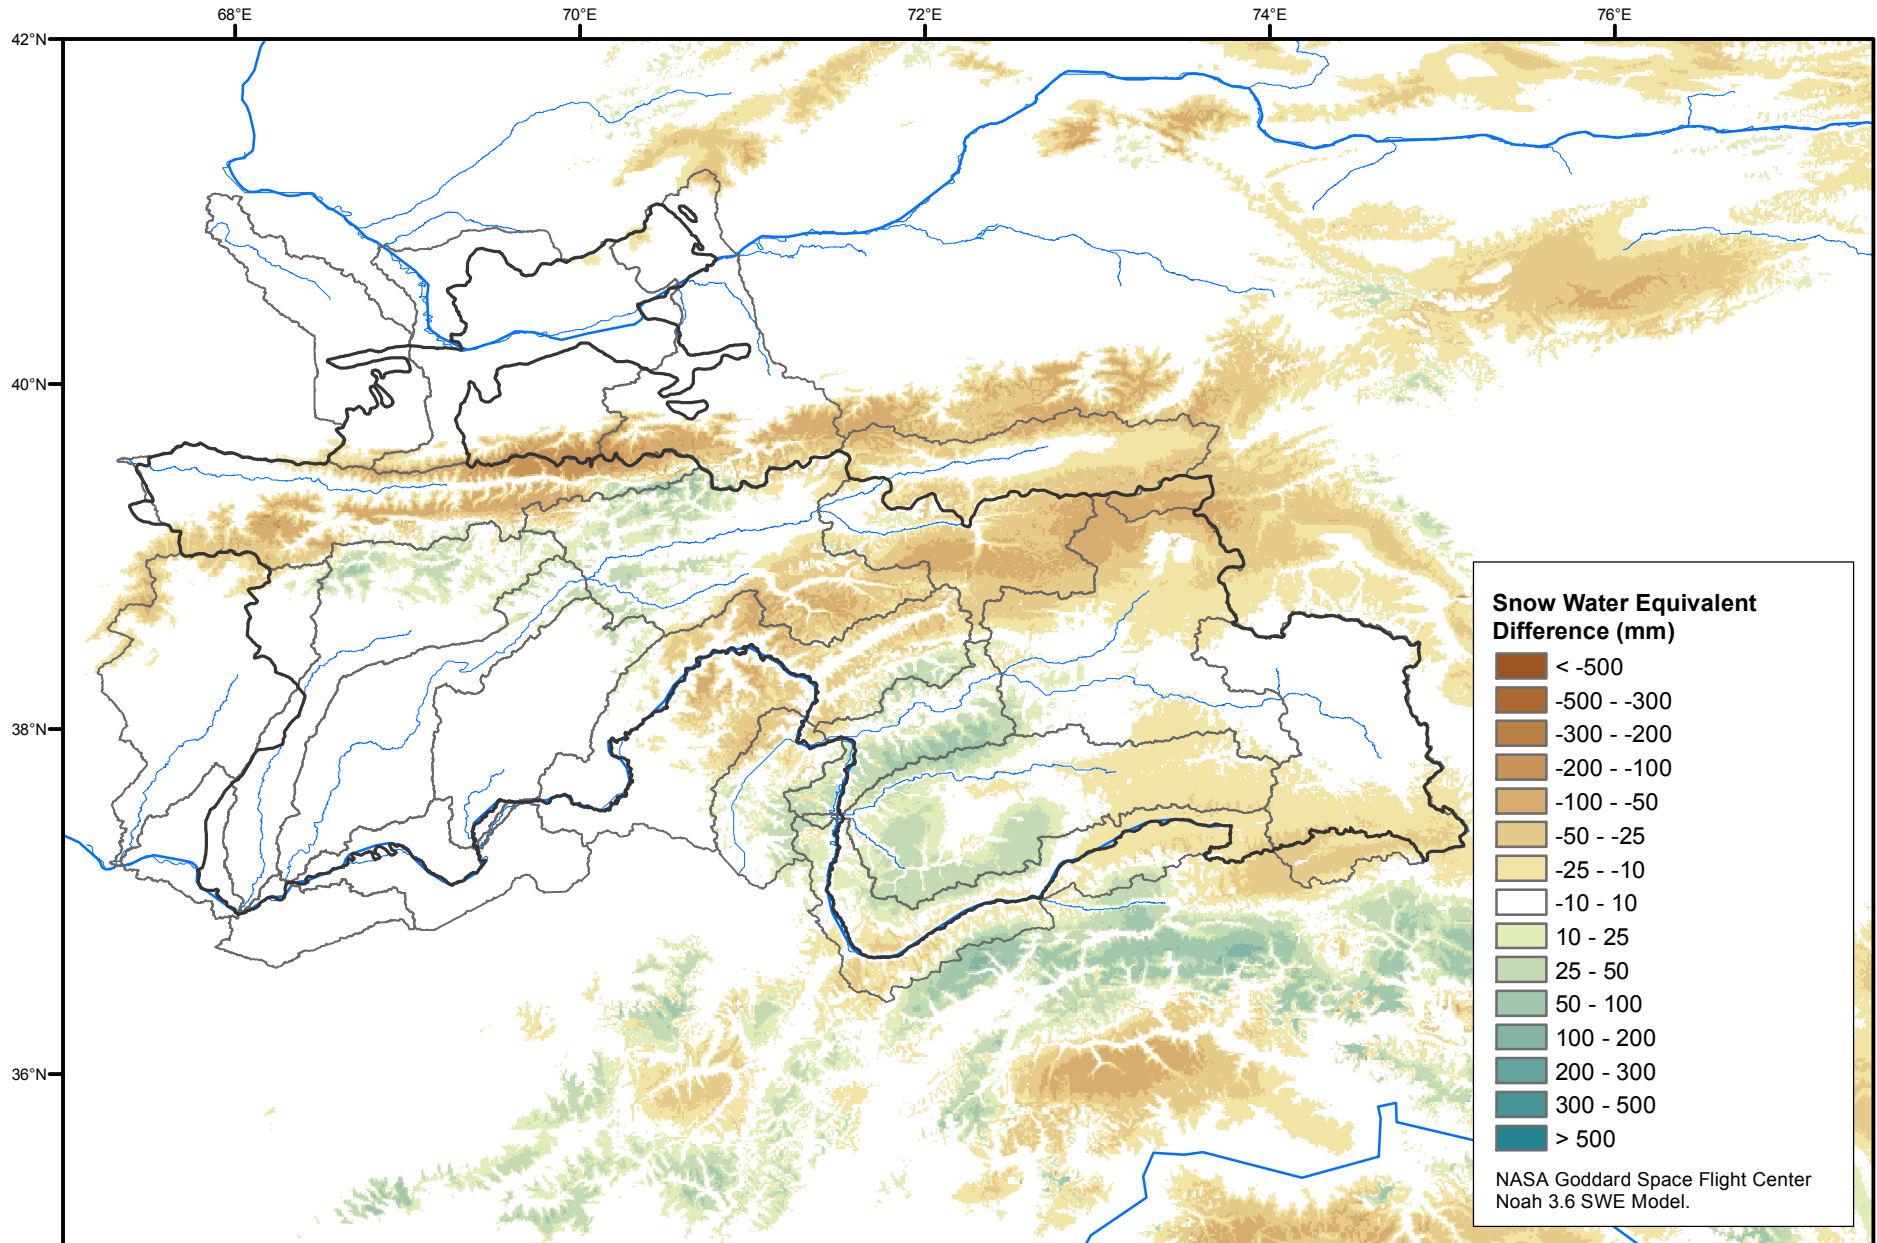 68°E
70°E
72°E
74°E
76°E
42°N
40°N
38°N
36°N
Snow Water Equivalent
Difference (mm)
< -500
-500 - -300
-300 - -200
-200 - -100
-100 - -50
-50 - -25
-25 - -10
-10 - 10
10 - 25
25 - 50
50 - 100
100 - 200
200 - 300
300 - 500
> 500
NASA Goddard Space Flight Center
Noah 3.6 SWE Model.